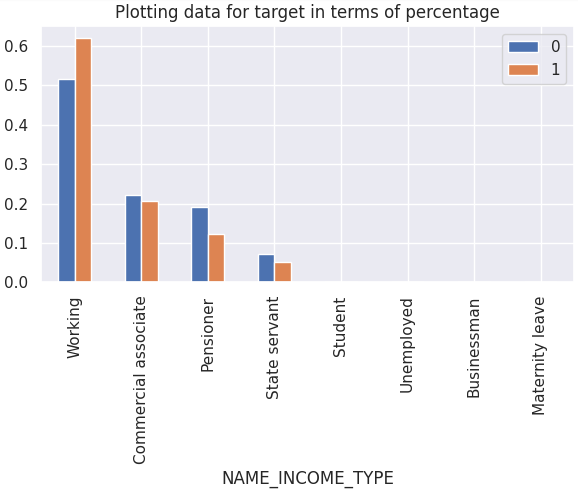 Plotting data for target in terms of percentage
0
1
0.6
0.5
0.4
0.3
0.2
0.1
0.0
Working
Commercial associate
Pensioner
State servant
Student
Unemployed
Businessman
Maternity leave
NAME_INCOME_TYPE